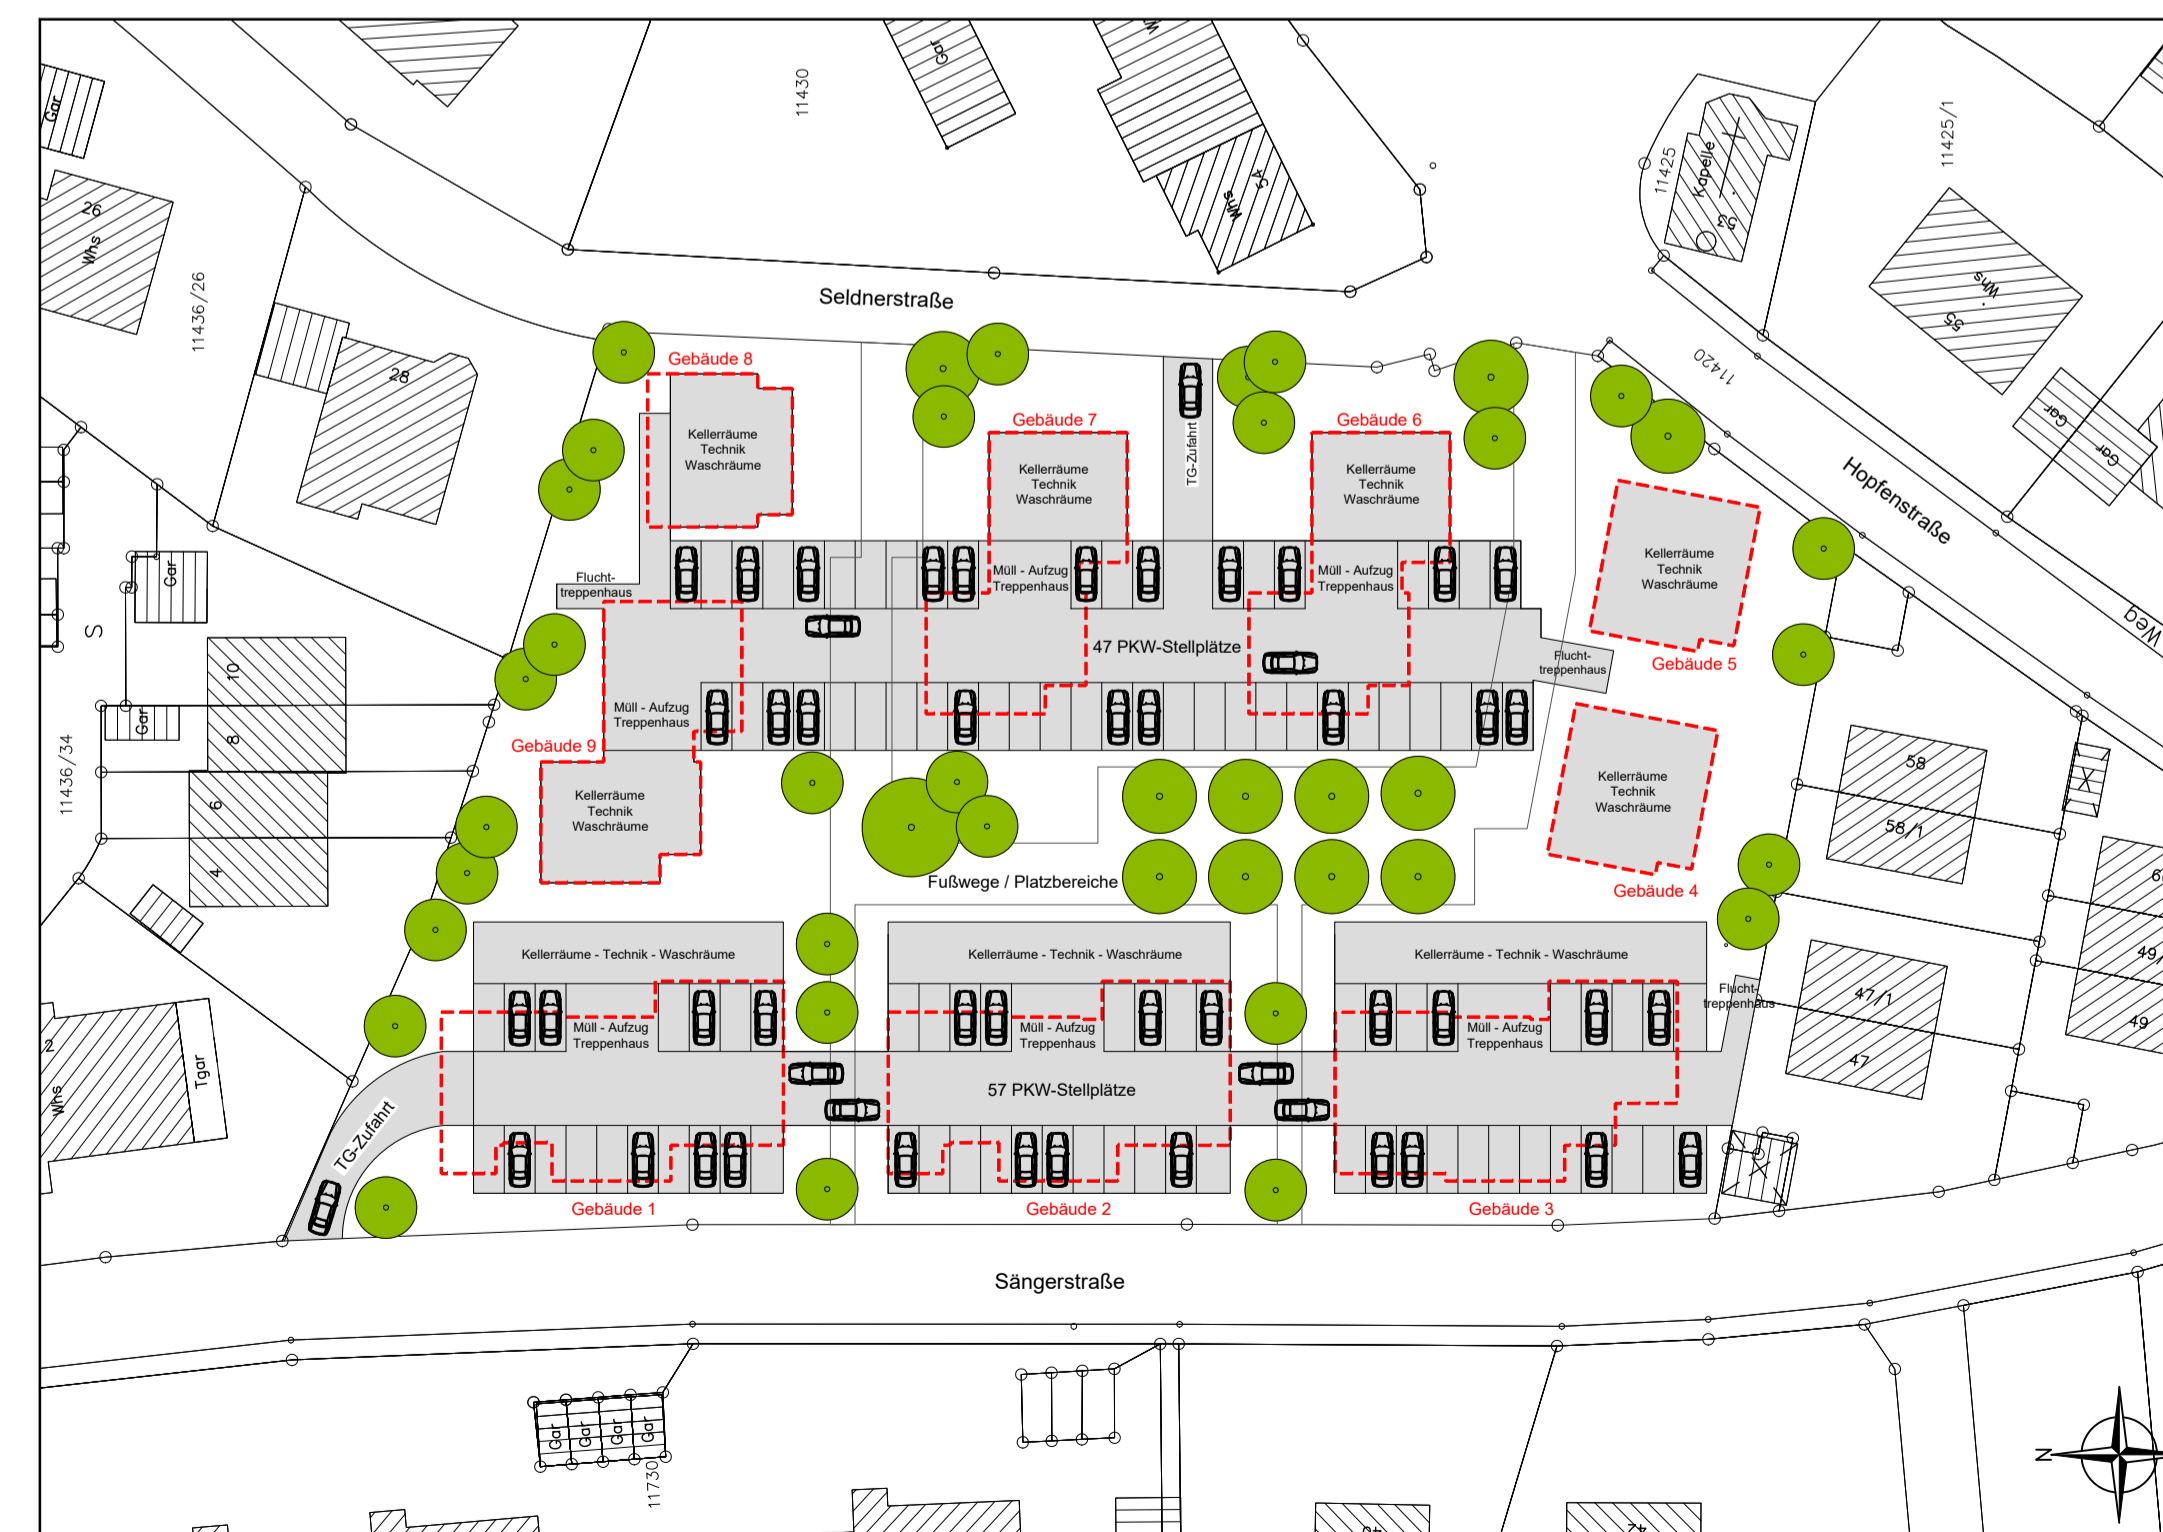 Gar
26
Whs
11436/26
28
11430
Gar
Whs
54
11425
Kapelle
53
11425/1
Whs
55
11420
Gar
Gar
Seldnerstraße
Hopfenstraße
Weg
Gebäude 8
Kellerräume
Technik
Waschräume
Gebäude 7
Kellerräume
Technik
Waschräume
TG-Zufahrt
Gebäude 6
Kellerräume
Technik
Waschräume
Kellerräume
Technik
Waschräume
Gebäude 5
Flucht-
treppenhaus
Müll - Aufzug
Treppenhaus
Müll - Aufzug
Treppenhaus
47 PKW-Stellplätze
Flucht-
treppenhaus
Müll - Aufzug
Treppenhaus
Gebäude 9
Kellerräume
Technik
Waschräume
Kellerräume
Technik
Waschräume
Gebäude 4
Fußwege / Platzbereiche
Gar
S
10
8
Gar
6
4
11436/34
58
58/1
47/1
47
49
2
Whs
Tgar
Kellerräume - Technik - Waschräume
Kellerräume - Technik - Waschräume
Kellerräume - Technik - Waschräume
Müll - Aufzug
Treppenhaus
Müll - Aufzug
Treppenhaus
Müll - Aufzug
Treppenhaus
Flucht-
treppenhaus
57 PKW-Stellplätze
TG-Zufahrt
Gebäude 1
Gebäude 2
Gebäude 3
Sängerstraße
Gar
Gar
Gar
Gar
11730
N
42